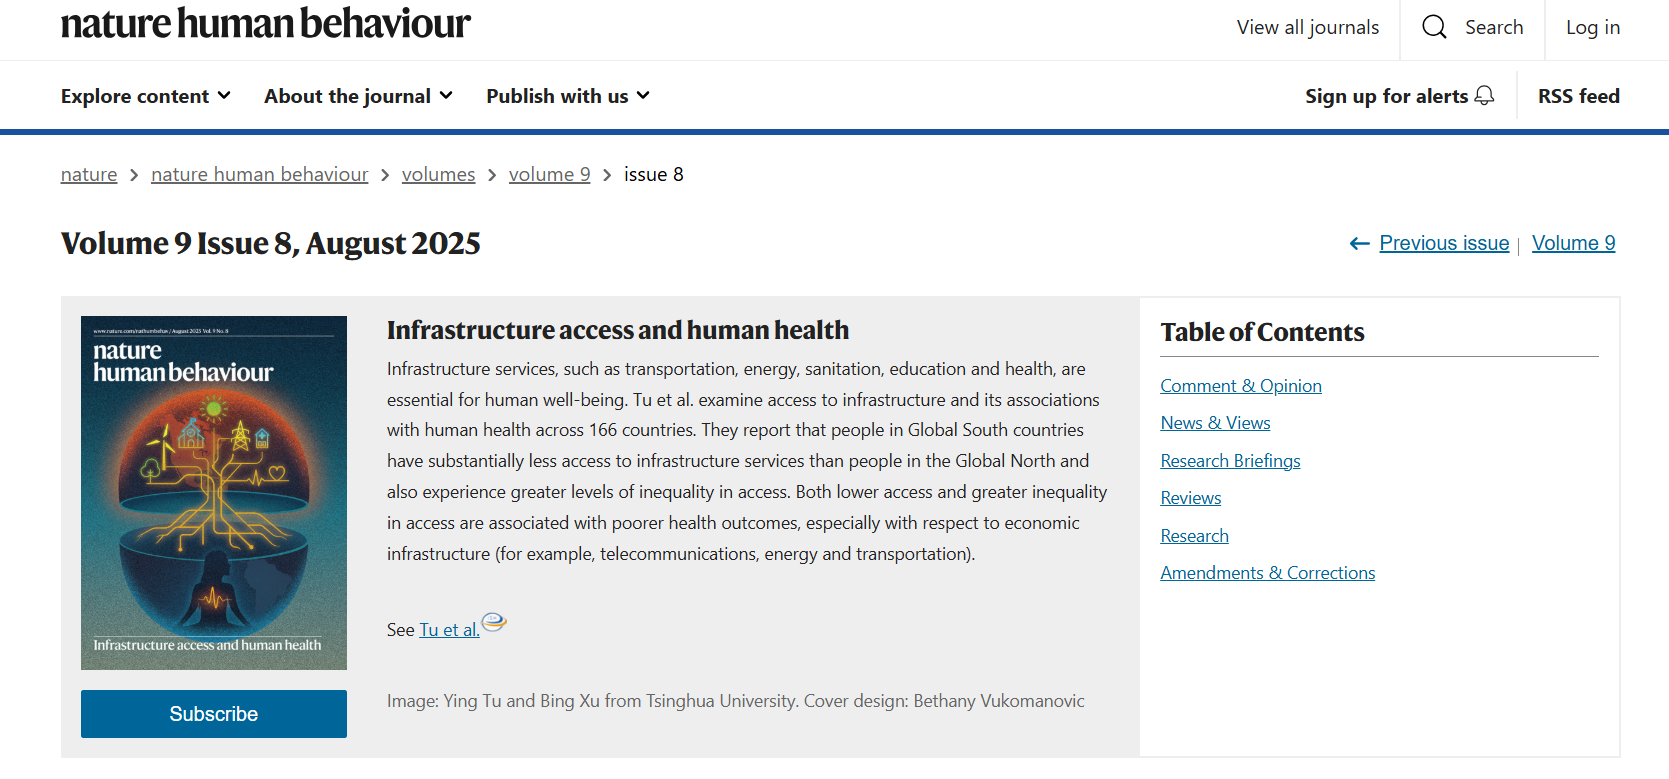 nature human behaviour
View all journals
Search
Log in
Explore content
About the journal
Publish with us
Sign up for alerts
RSS feed
nature > nature human behaviour > volumes > volume 9 > issue 8
Volume 9 Issue 8, August 2025
Previous issue | Volume 9
www.nature.com/nathumbehav / August 2025 Vol. 9 No. 8
nature
human behaviour
Infrastructure access and human health
Subscribe
Infrastructure access and human health
Infrastructure services, such as transportation, energy, sanitation, education and health, are
essential for human well-being. Tu et al. examine access to infrastructure and its associations
with human health across 166 countries. They report that people in Global South countries
have substantially less access to infrastructure services than people in the Global North and
also experience greater levels of inequality in access. Both lower access and greater inequality
in access are associated with poorer health outcomes, especially with respect to economic
infrastructure (for example, telecommunications, energy and transportation).
See Tu et al.
Image: Ying Tu and Bing Xu from Tsinghua University. Cover design: Bethany Vukomanovic
Table of Contents
Comment & Opinion
News & Views
Research Briefings
Reviews
Research
Amendments & Corrections